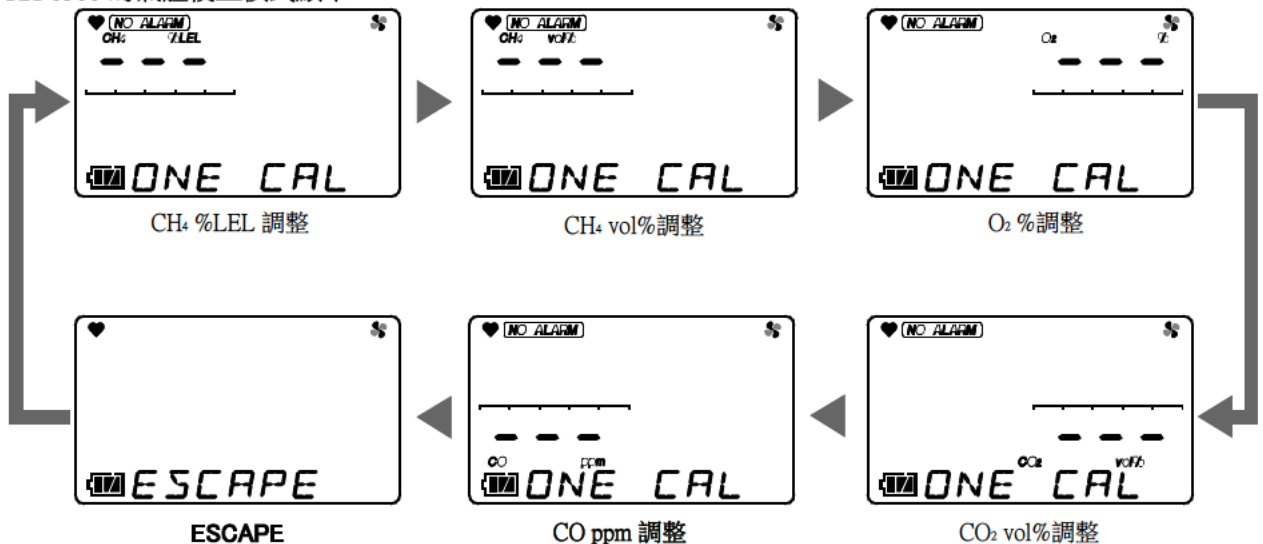 NO ALARM
CH₄ %LEL
ONE CAL
CH₄ %LEL 調整
NO ALARM
CH₄ vol%
ONE CAL
CH₄ vol%調整
NO ALARM
O₂ %
ONE CAL
O₂ %調整
ESCAPE
ESCAPE
NO ALARM
CO ppm
ONE CAL
CO ppm 調整
NO ALARM
CO₂ vol%
ONE CAL
CO₂ vol%調整